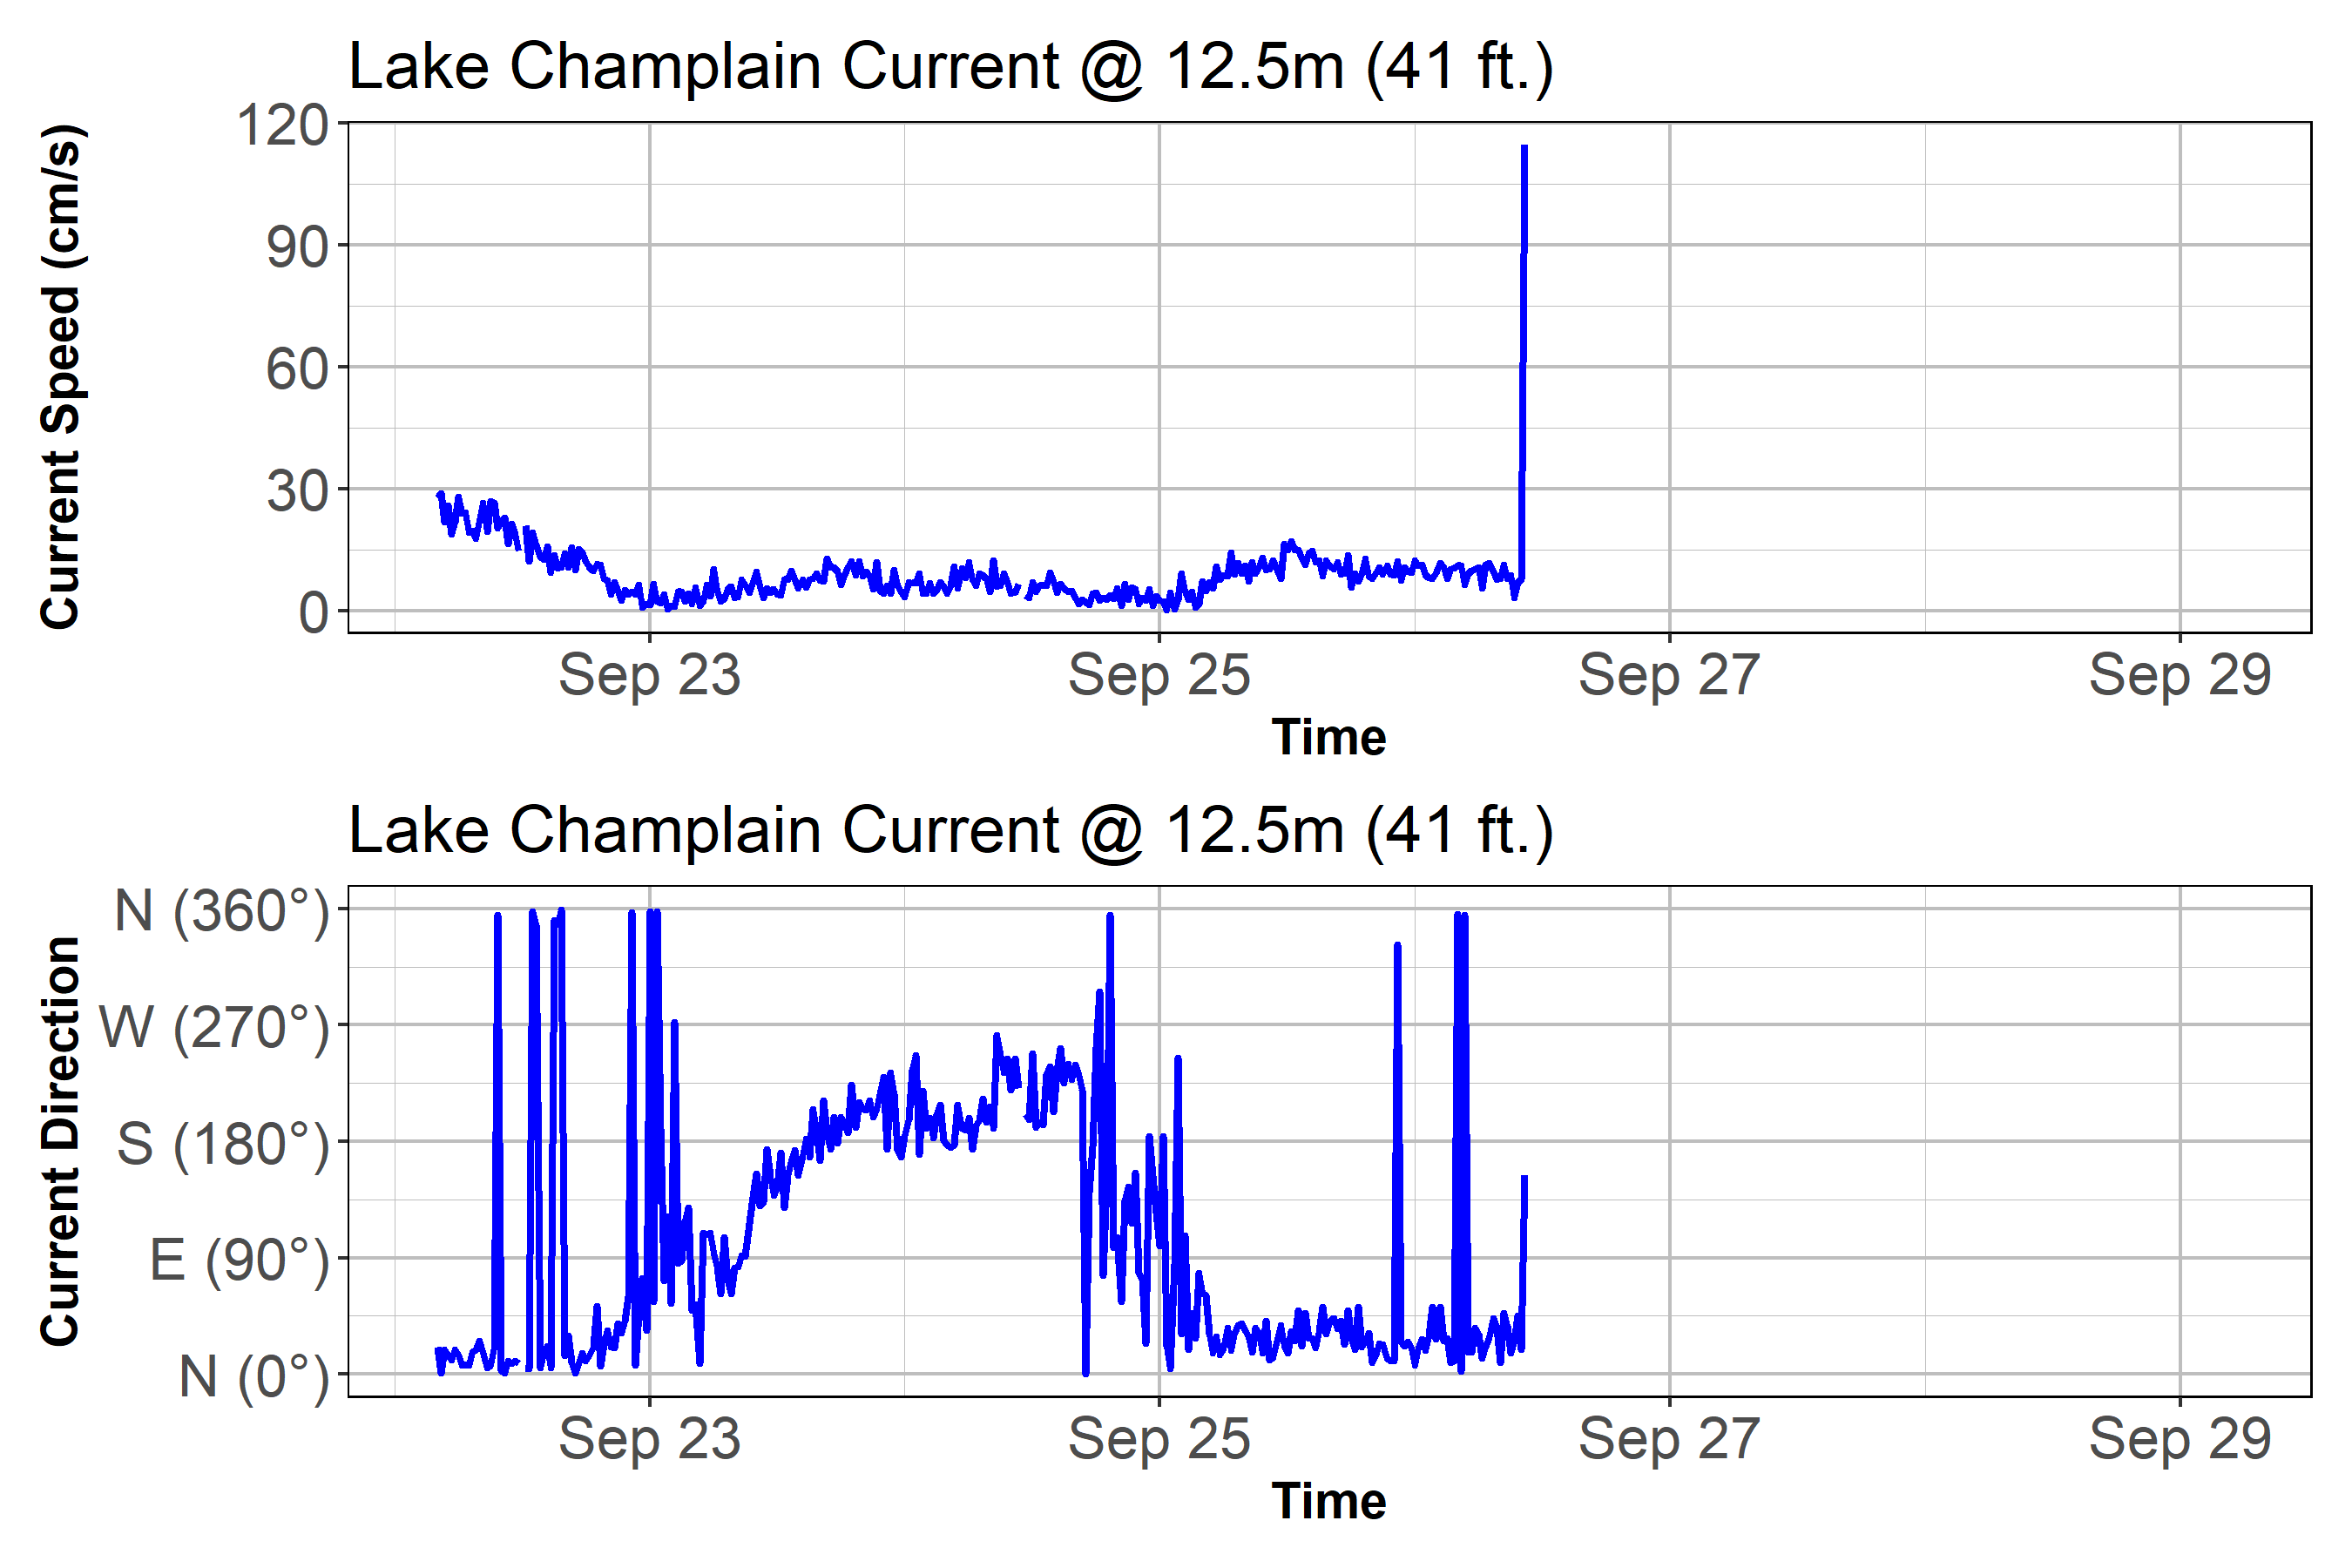 Lake Champlain Current @ 12.5m (41 ft.)
Current Speed (cm/s)
120
90
60
30
0
Sep 23 Sep 25 Sep 27 Sep 29
Time
Lake Champlain Current @ 12.5m (41 ft.)
Current Direction
N (360°)
W (270°)
S (180°)
E (90°)
N (0°)
Sep 23 Sep 25 Sep 27 Sep 29
Time